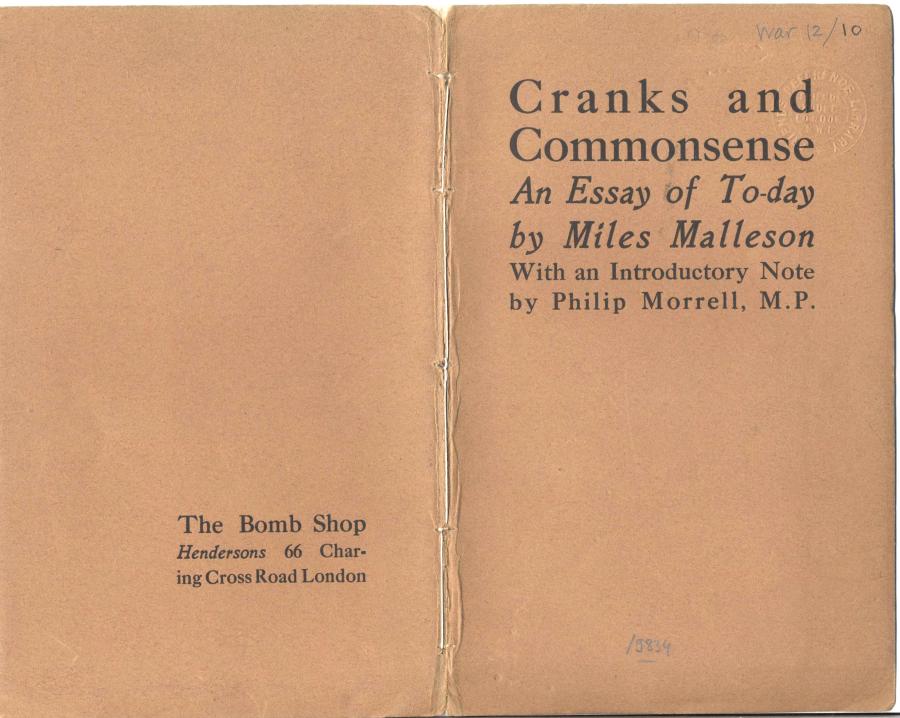 The Bomb Shop
Hendersons 66 Char-
ing Cross Road London
War 12/10
Cranks and
Commonsense
An Essay of To-day
by Miles Malleson
With an Introductory Note
by Philip Morrell, M.P.
LIBRARY